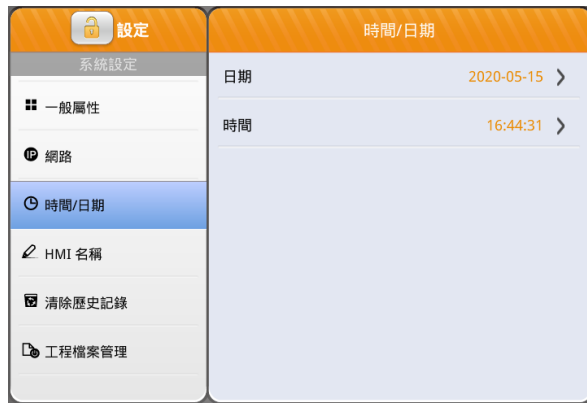 設定
系統設定
一般屬性
IP 網路
時間/日期
HMI 名稱
清除歷史記錄
工程檔案管理
時間/日期
日期 2020-05-15
時間 16:44:31